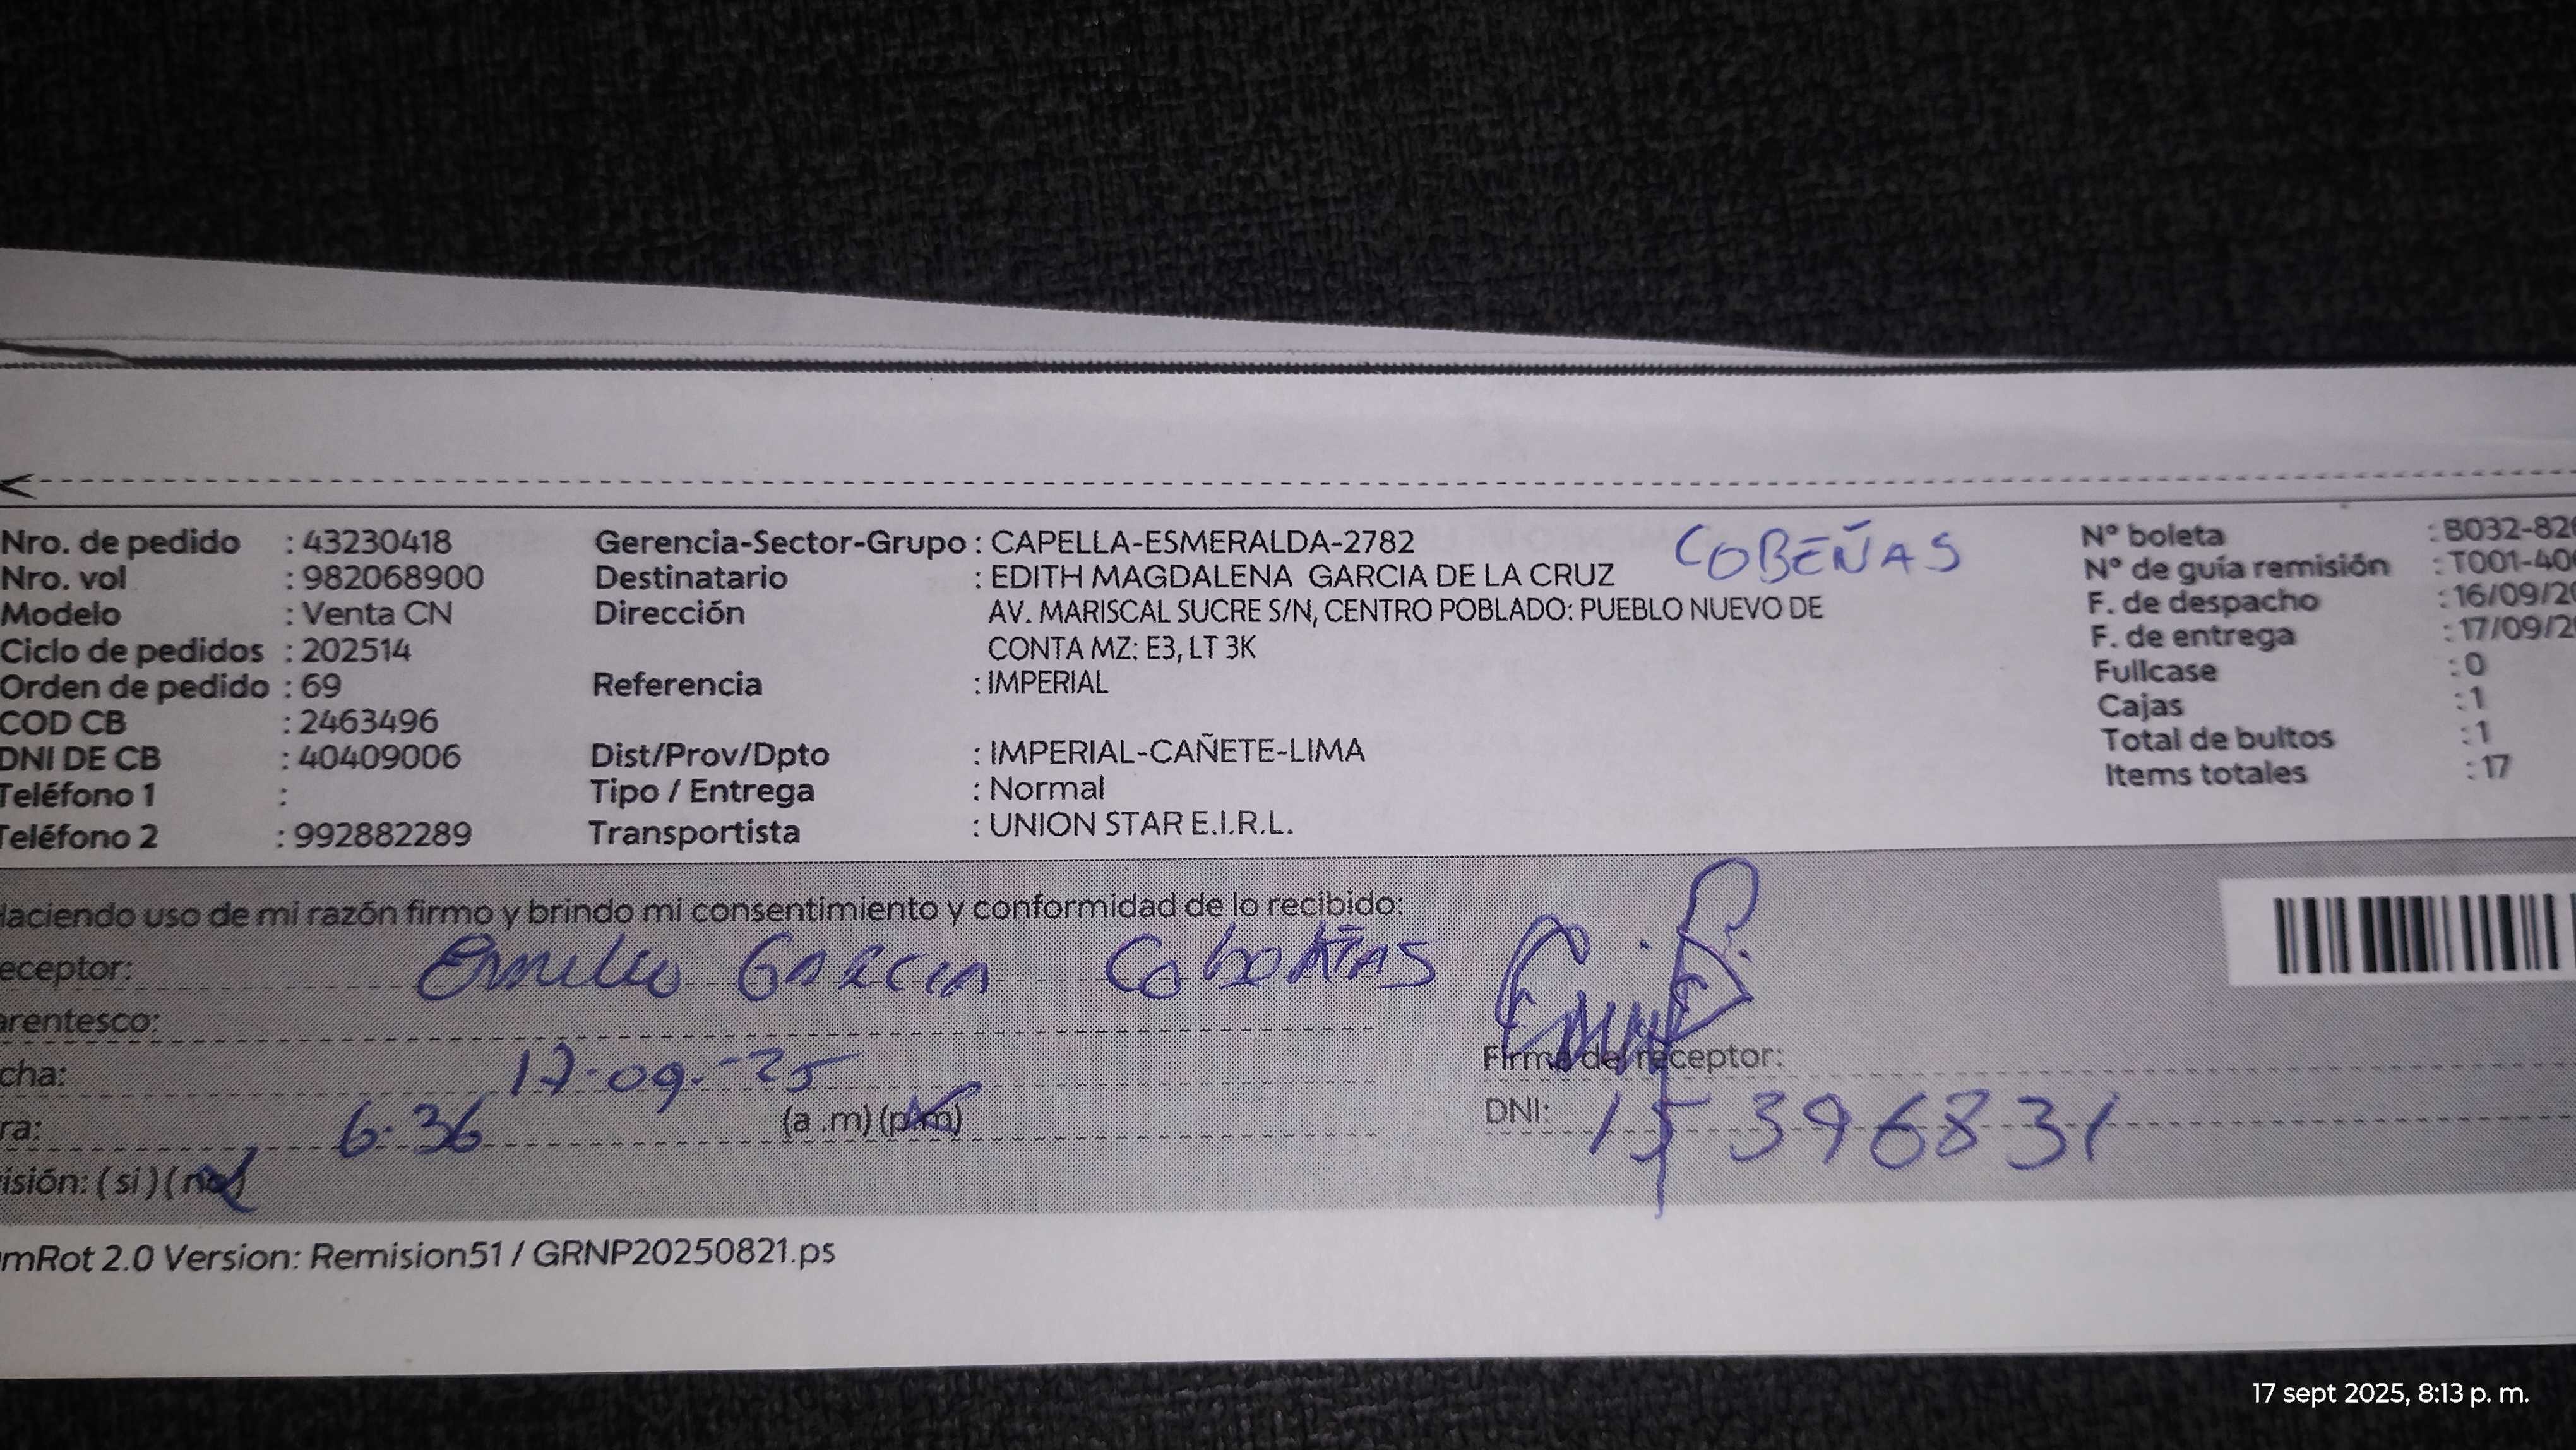 Nro. de pedido : 43230418 Gerencia-Sector-Grupo : CAPELLA-ESMERALDA-2782 COBEÑAS Nº boleta : B032-82
Nro. vol : 982068900 Destinatario : EDITH MAGDALENA GARCIA DE LA CRUZ Nº de guía remisión : T001-40
Modelo : Venta CN Dirección AV. MARISCAL SUCRE S/N, CENTRO POBLADO: PUEBLO NUEVO DE F. de despacho : 16/09/20
Ciclo de pedidos : 202514 CONTA MZ: E3, LT 3K F. de entrega : 17/09/2
Orden de pedido : 69 Referencia : IMPERIAL Fullcase : 0
COD CB : 2463496 Cajas : 1
DNI DE CB : 40409006 Dist/Prov/Dpto : IMPERIAL-CAÑETE-LIMA Total de bultos : 1
Teléfono 1 : Tipo / Entrega : Normal Items totales : 17
Teléfono 2 : 992882289 Transportista : UNION STAR E.I.R.L.
Haciendo uso de mi razón firmo y brindo mi consentimiento y conformidad de lo recibido:
eceptor: Emilio GARCIA
arentesco:
cha: 17-09-25 Firma del receptor:
ra: 6:36 (a .m) (p.m) DNI: 15396831
isión: ( si ) ( no )
mRot 2.0 Version: Remision51 / GRNP20250821.ps
17 sept 2025, 8:13 p. m.